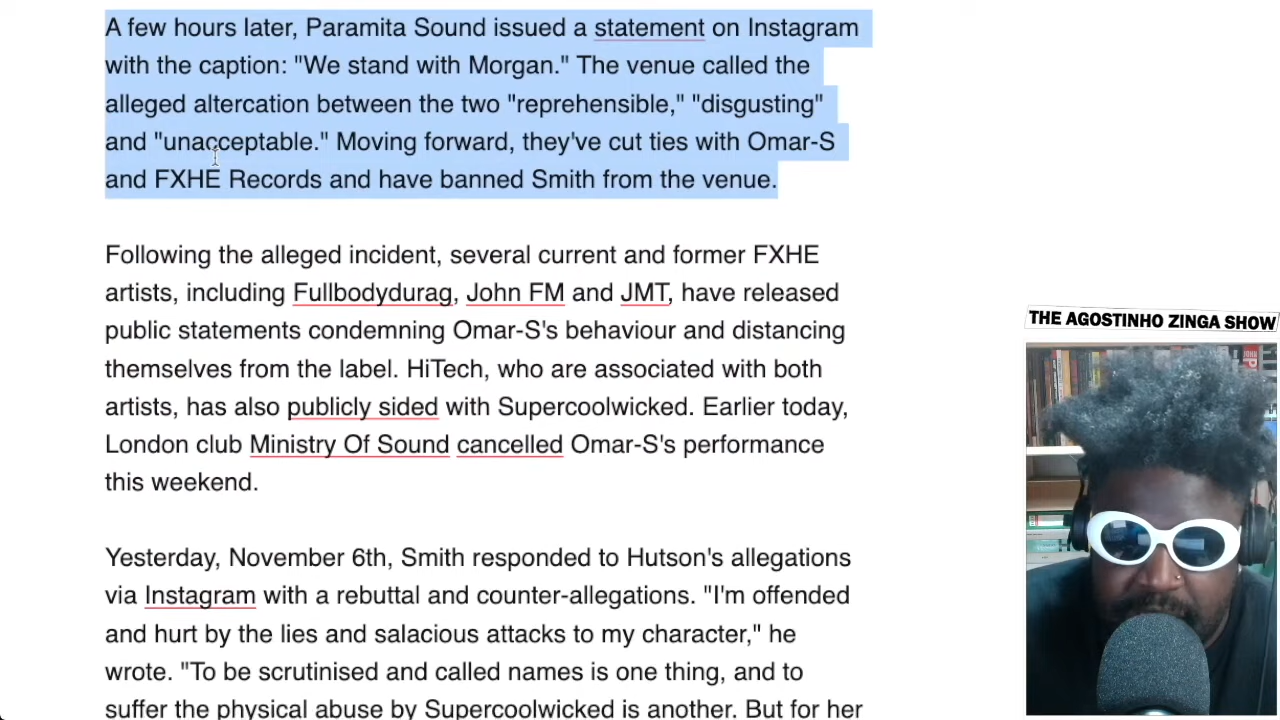 A few hours later, Paramita Sound issued a statement on Instagram
with the caption: "We stand with Morgan." The venue called the
alleged altercation between the two "reprehensible," "disgusting"
and "unacceptable." Moving forward, they've cut ties with Omar-S
and FXHE Records and have banned Smith from the venue.
Following the alleged incident, several current and former FXHE
artists, including Fullbodydurag, John FM and JMT, have released
public statements condemning Omar-S's behaviour and distancing
themselves from the label. HiTech, who are associated with both
artists, has also publicly sided with Supercoolwicked. Earlier today,
London club Ministry Of Sound cancelled Omar-S's performance
this weekend.
Yesterday, November 6th, Smith responded to Hutson's allegations
via Instagram with a rebuttal and counter-allegations. "I'm offended
and hurt by the lies and salacious attacks to my character," he
wrote. "To be scrutinised and called names is one thing, and to
suffer the physical abuse by Supercoolwicked is another. But for her
THE AGOSTINHO ZINGA SHOW